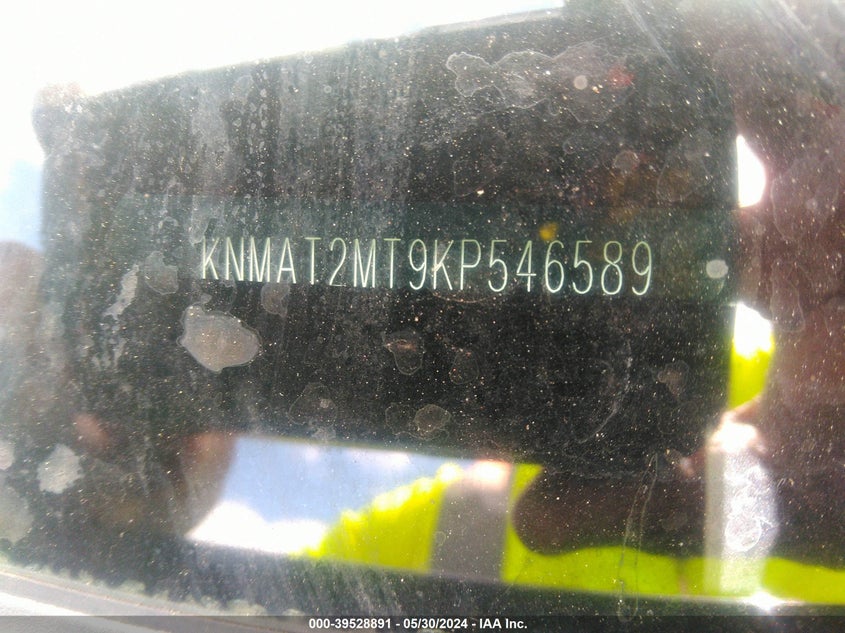 KNMAT2MT9KP546589
000-39528891 - 05/30/2024 - IAA Inc.